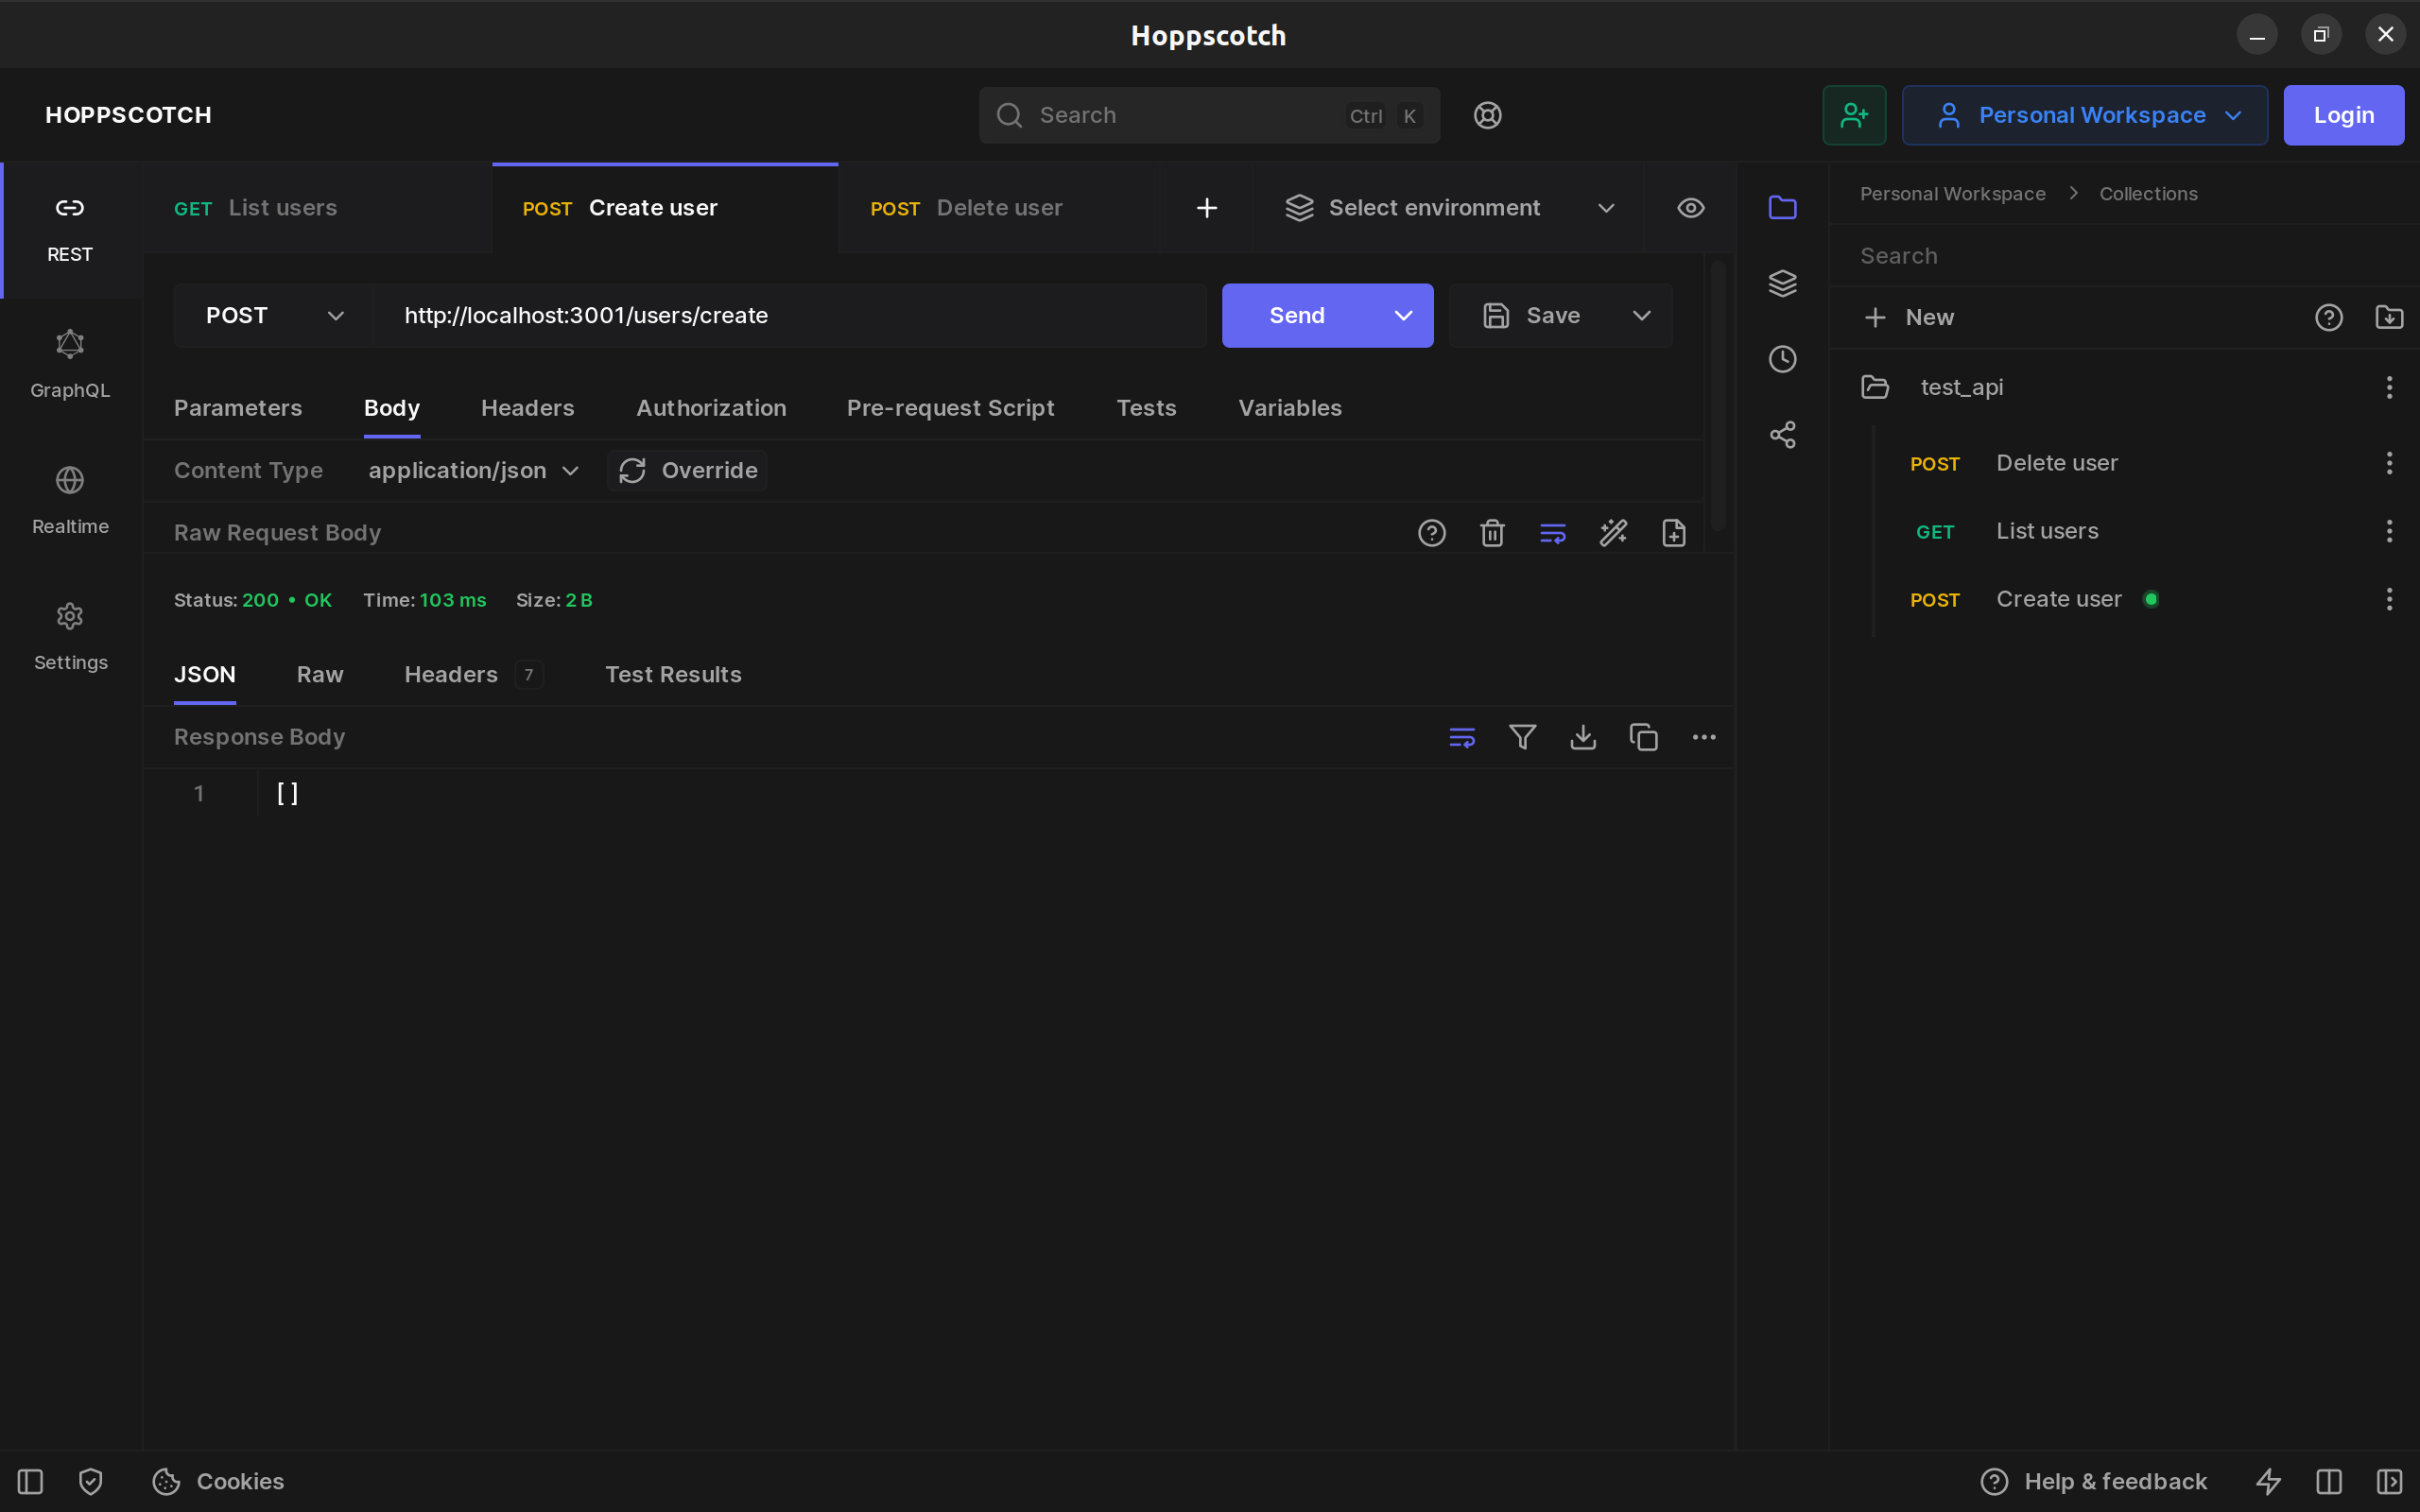 Hoppscotch
HOPPSCOTCH
Search Ctrl K
Personal Workspace
Login
REST
GraphQL
Realtime
Settings
GET List users
POST Create user
POST Delete user
Select environment
POST http://localhost:3001/users/create
Send
Save
Parameters Body Headers Authorization Pre-request Script Tests Variables
Content Type application/json Override
Raw Request Body
Status: 200 • OK Time: 103 ms Size: 2 B
JSON Raw Headers 7 Test Results
Response Body
1 []
Personal Workspace > Collections
Search
New
test_api
POST Delete user
GET List users
POST Create user
Cookies
Help & feedback